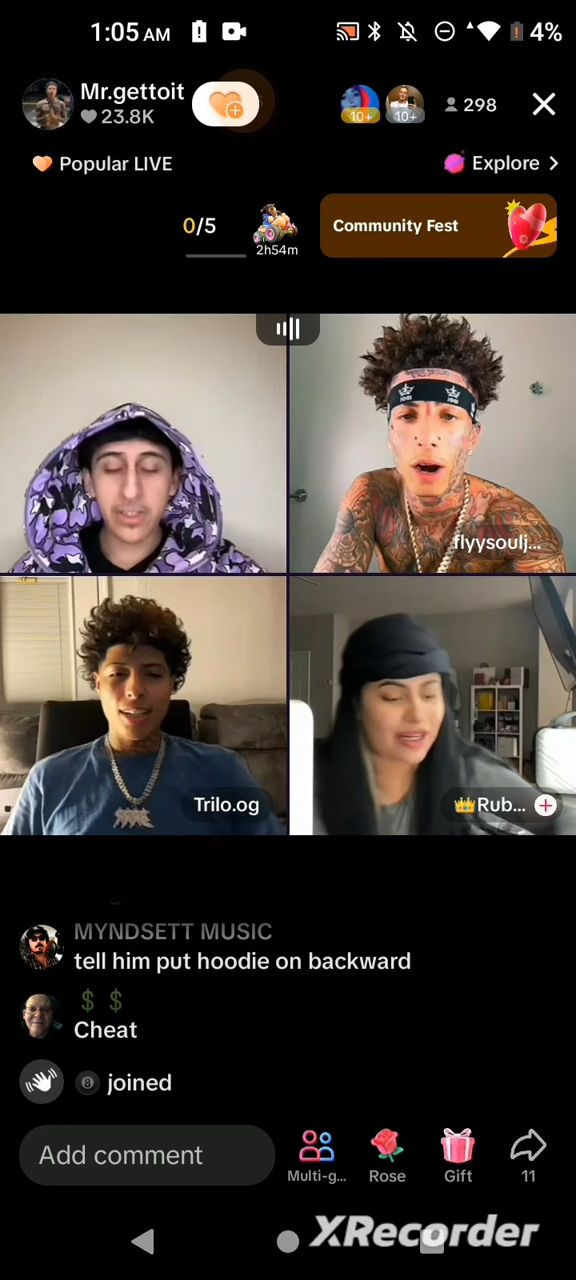 1:05 AM
4%
Mr.gettoit
23.8K
10+
10+
298
Popular LIVE
Explore
0/5
2h54m
Community Fest
flyysoulj...
Trilo.og
Rub...
MYNDSETT MUSIC
tell him put hoodie on backward
$ $
Cheat
8 joined
Add comment
Multi-g...
Rose
Gift
11
XRecorder